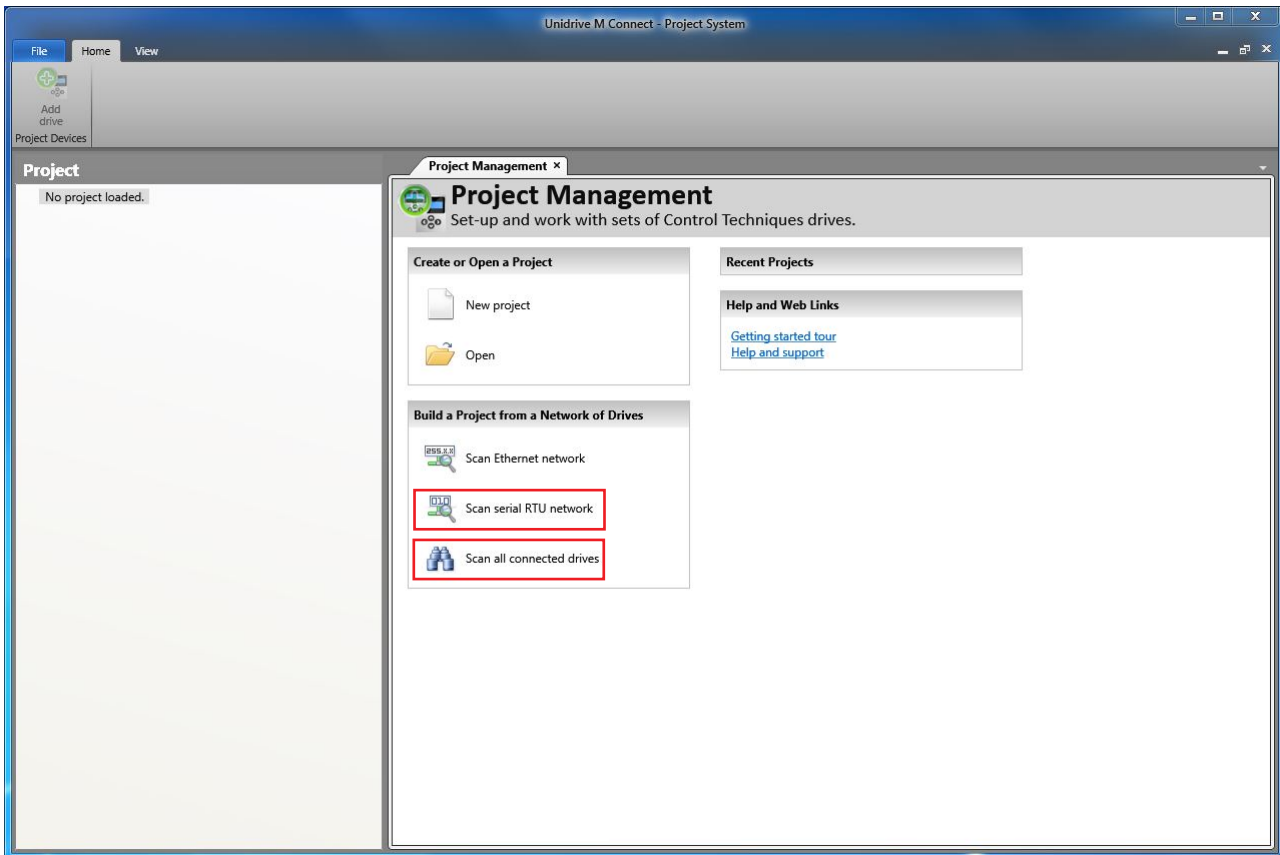 Unidrive M Connect - Project System
File Home View
Add
drive
Project Devices
Project
No project loaded.
Project Management ×
Project Management
Set-up and work with sets of Control Techniques drives.
Create or Open a Project
New project
Open
Recent Projects
Help and Web Links
Getting started tour
Help and support
Build a Project from a Network of Drives
255.X.X
Scan Ethernet network
010
Scan serial RTU network
Scan all connected drives